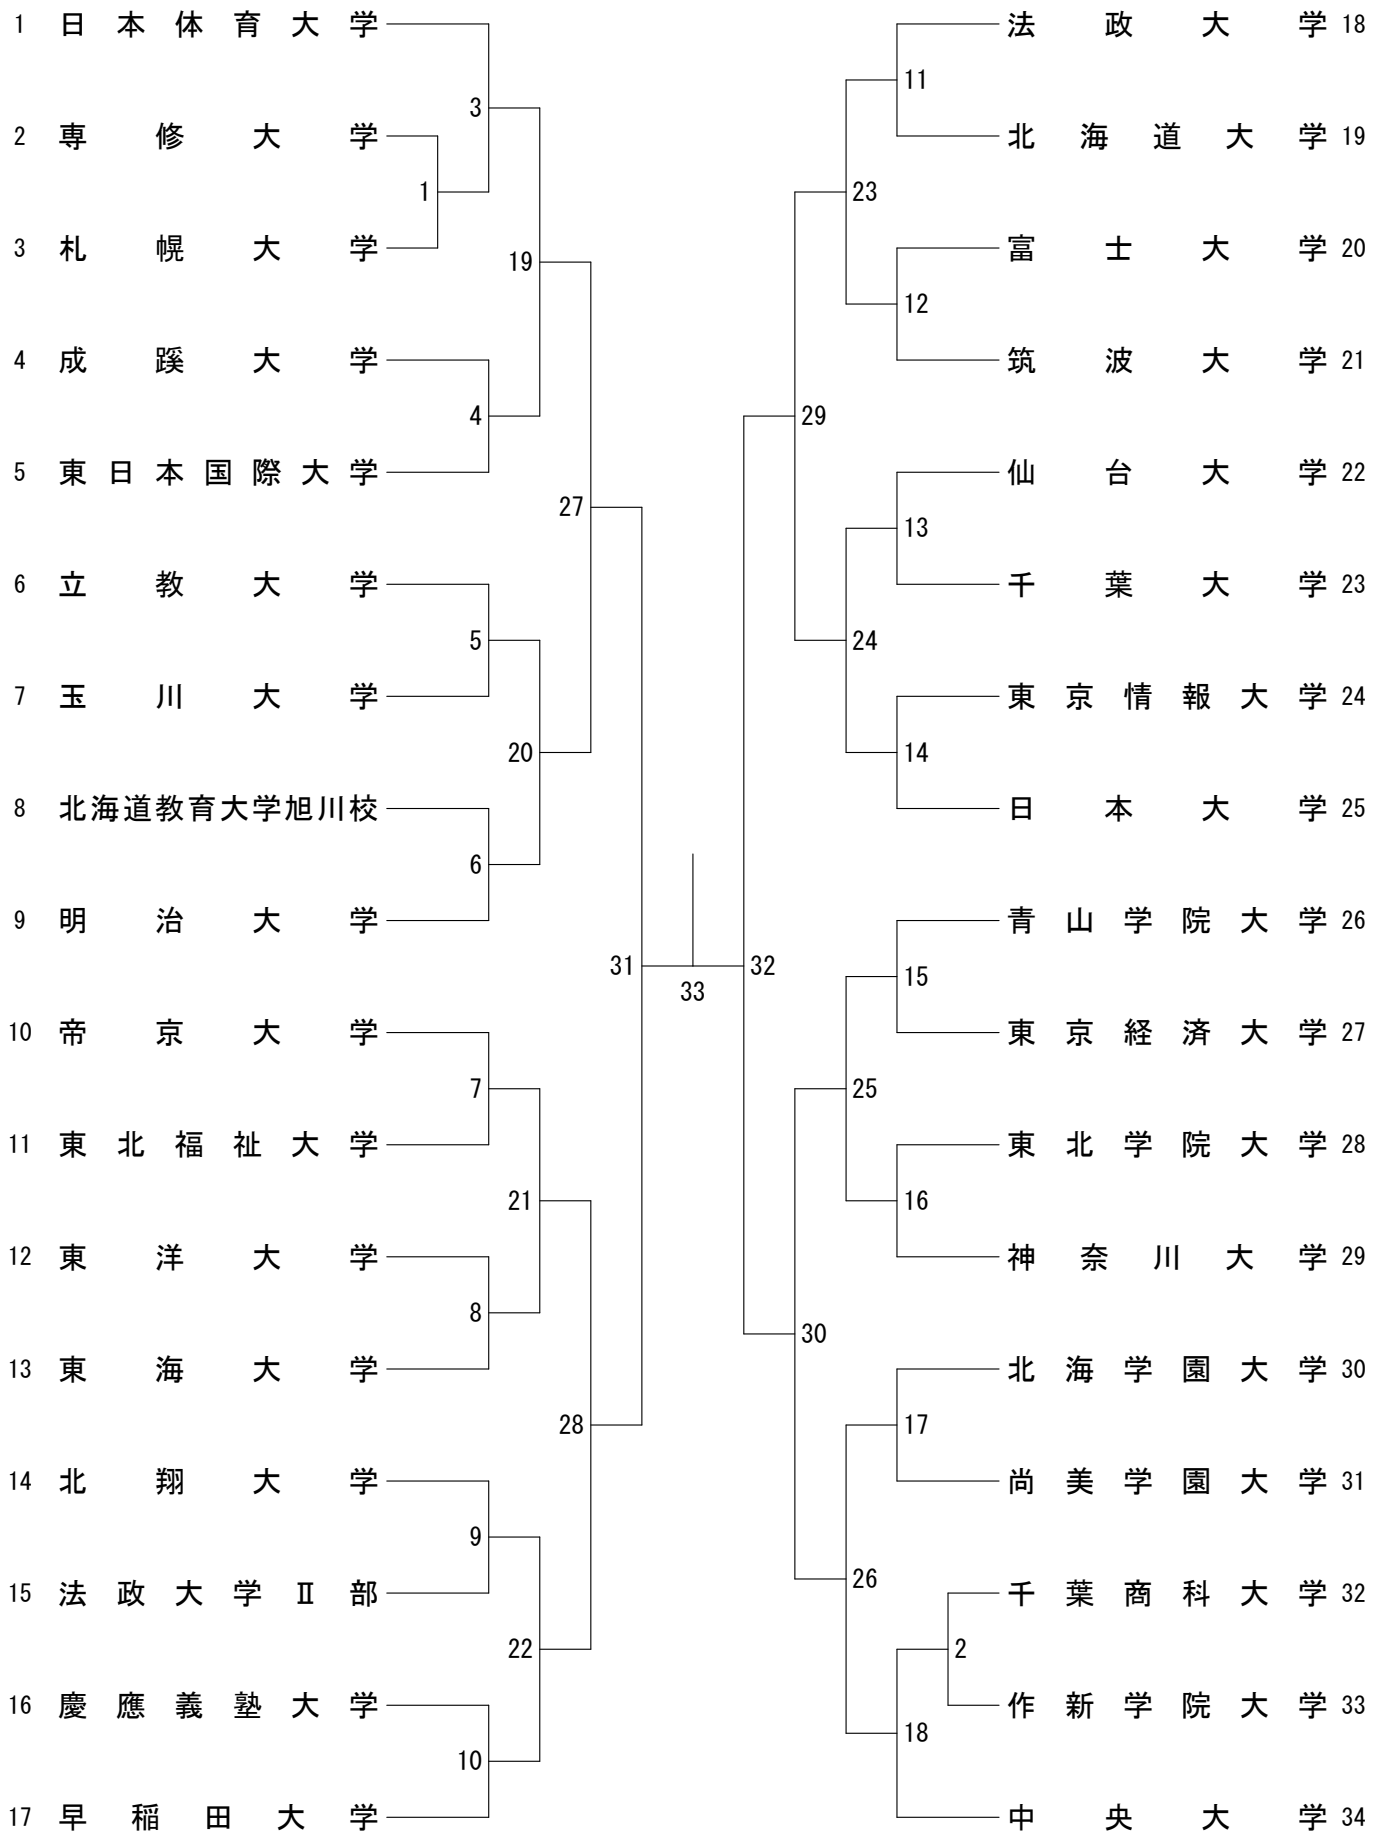 1 日本体育大学
2 専修大学
3 札幌大学
4 成蹊大学
5 東日本国際大学
6 立教大学
7 玉川大学
8 北海道教育大学旭川校
9 明治大学
10 帝京大学
11 東北福祉大学
12 東洋大学
13 東海大学
14 北翔大学
15 法政大学Ⅱ部
16 慶應義塾大学
17 早稲田大学
1
3
4
5
6
7
8
9
10
19
20
21
22
27
28
31
33
32
29
30
23
24
25
26
11
12
13
14
15
16
17
2
18
法政大学 18
北海道大学 19
富士大学 20
筑波大学 21
仙台大学 22
千葉大学 23
東京情報大学 24
日本大学 25
青山学院大学 26
東京経済大学 27
東北学院大学 28
神奈川大学 29
北海学園大学 30
尚美学園大学 31
千葉商科大学 32
作新学院大学 33
中央大学 34